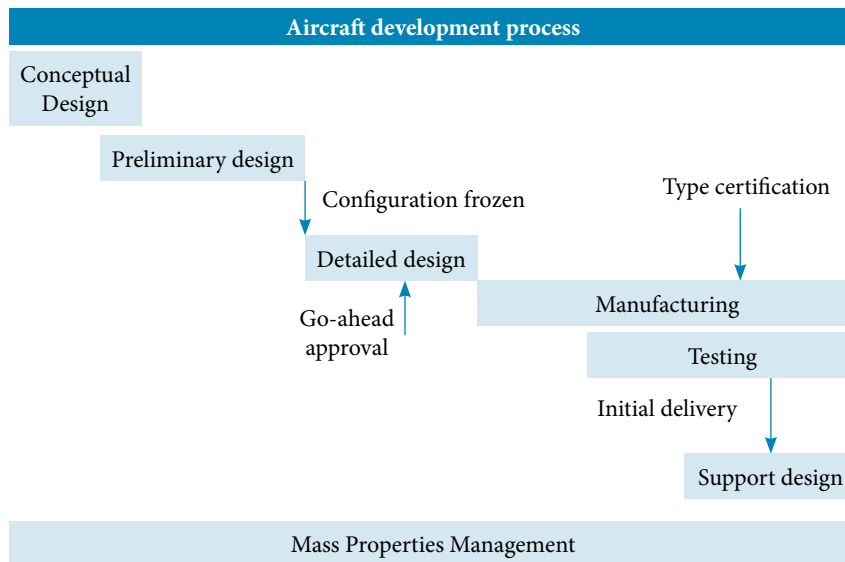 Aircraft development process
Conceptual
Design
Preliminary design
Configuration frozen
Type certification
Detailed design
Go-ahead
approval
Manufacturing
Testing
Initial delivery
Support design
Mass Properties Management